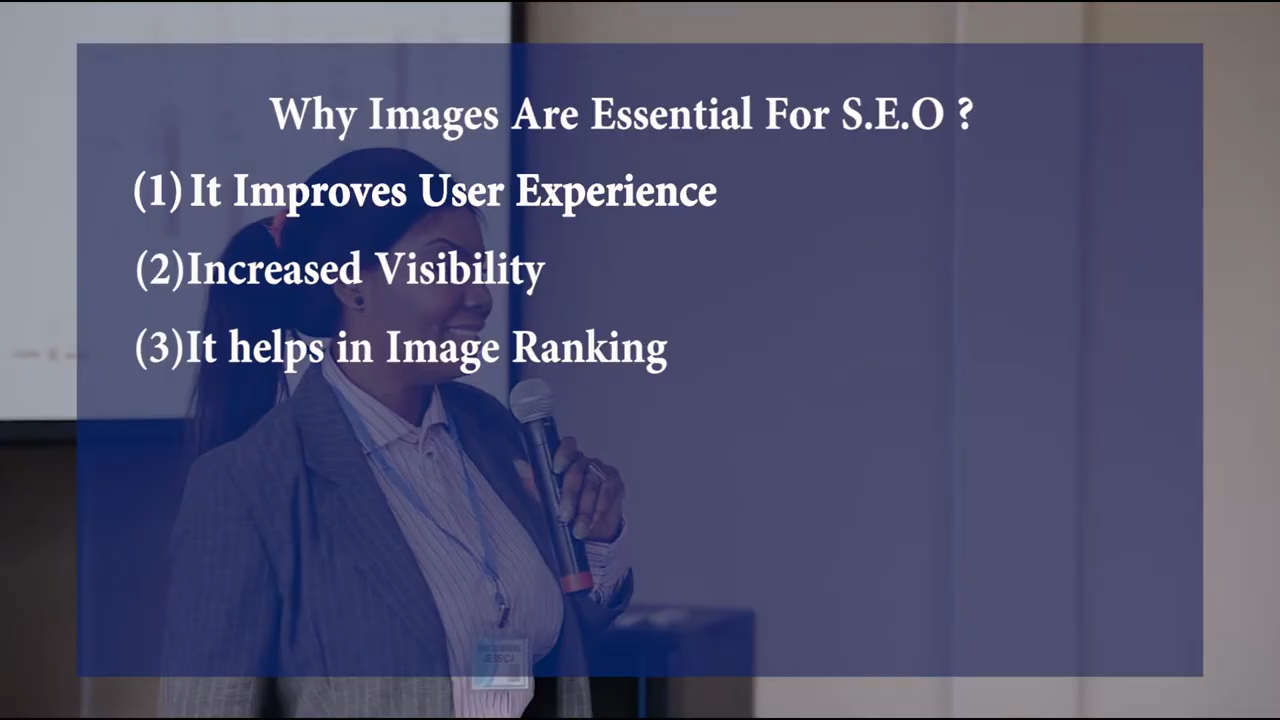 Why Images Are Essential For S.E.O ?
(1) It Improves User Experience
(2)Increased Visibility
(3)It helps in Image Ranking
JESSICA